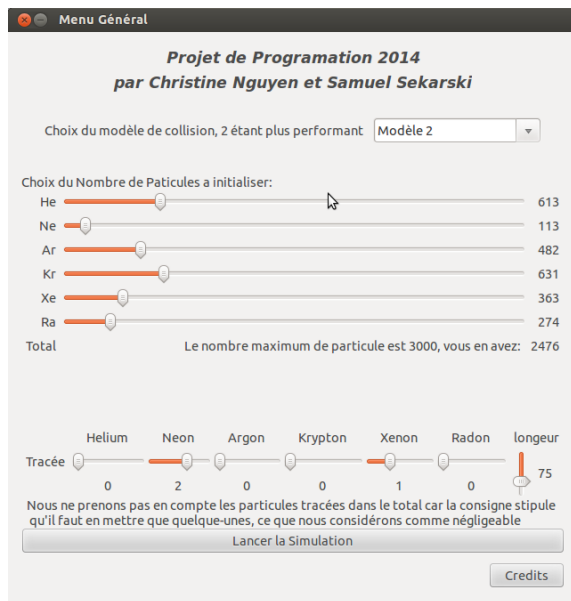 Menu Général
Projet de Programation 2014
par Christine Nguyen et Samuel Sekarski
Choix du modèle de collision, 2 étant plus performant Modèle 2
Choix du Nombre de Paticules a initialiser:
He 613
Ne 113
Ar 482
Kr 631
Xe 363
Ra 274
Total Le nombre maximum de particule est 3000, vous en avez: 2476
Helium Neon Argon Krypton Xenon Radon longeur
Tracée 75
0 2 0 0 1 0
Nous ne prenons pas en compte les particules tracées dans le total car la consigne stipule
qu'il faut en mettre que quelque-unes, ce que nous considérons comme négligeable
Lancer la Simulation
Credits